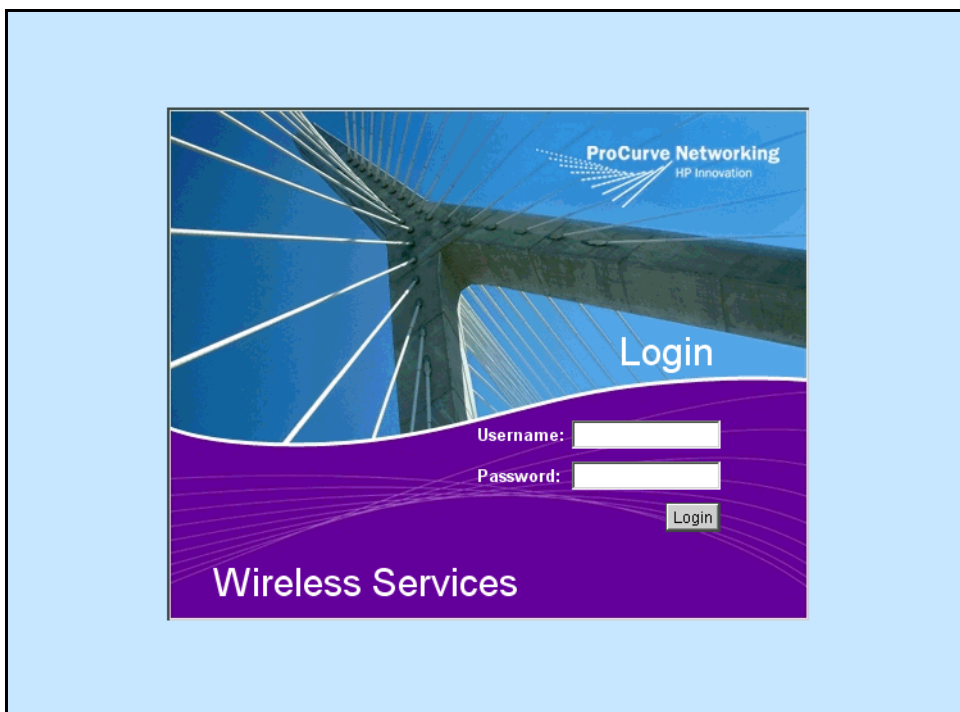 ProCurve Networking
HP Innovation
Login
Username:
Password:
Login
Wireless Services